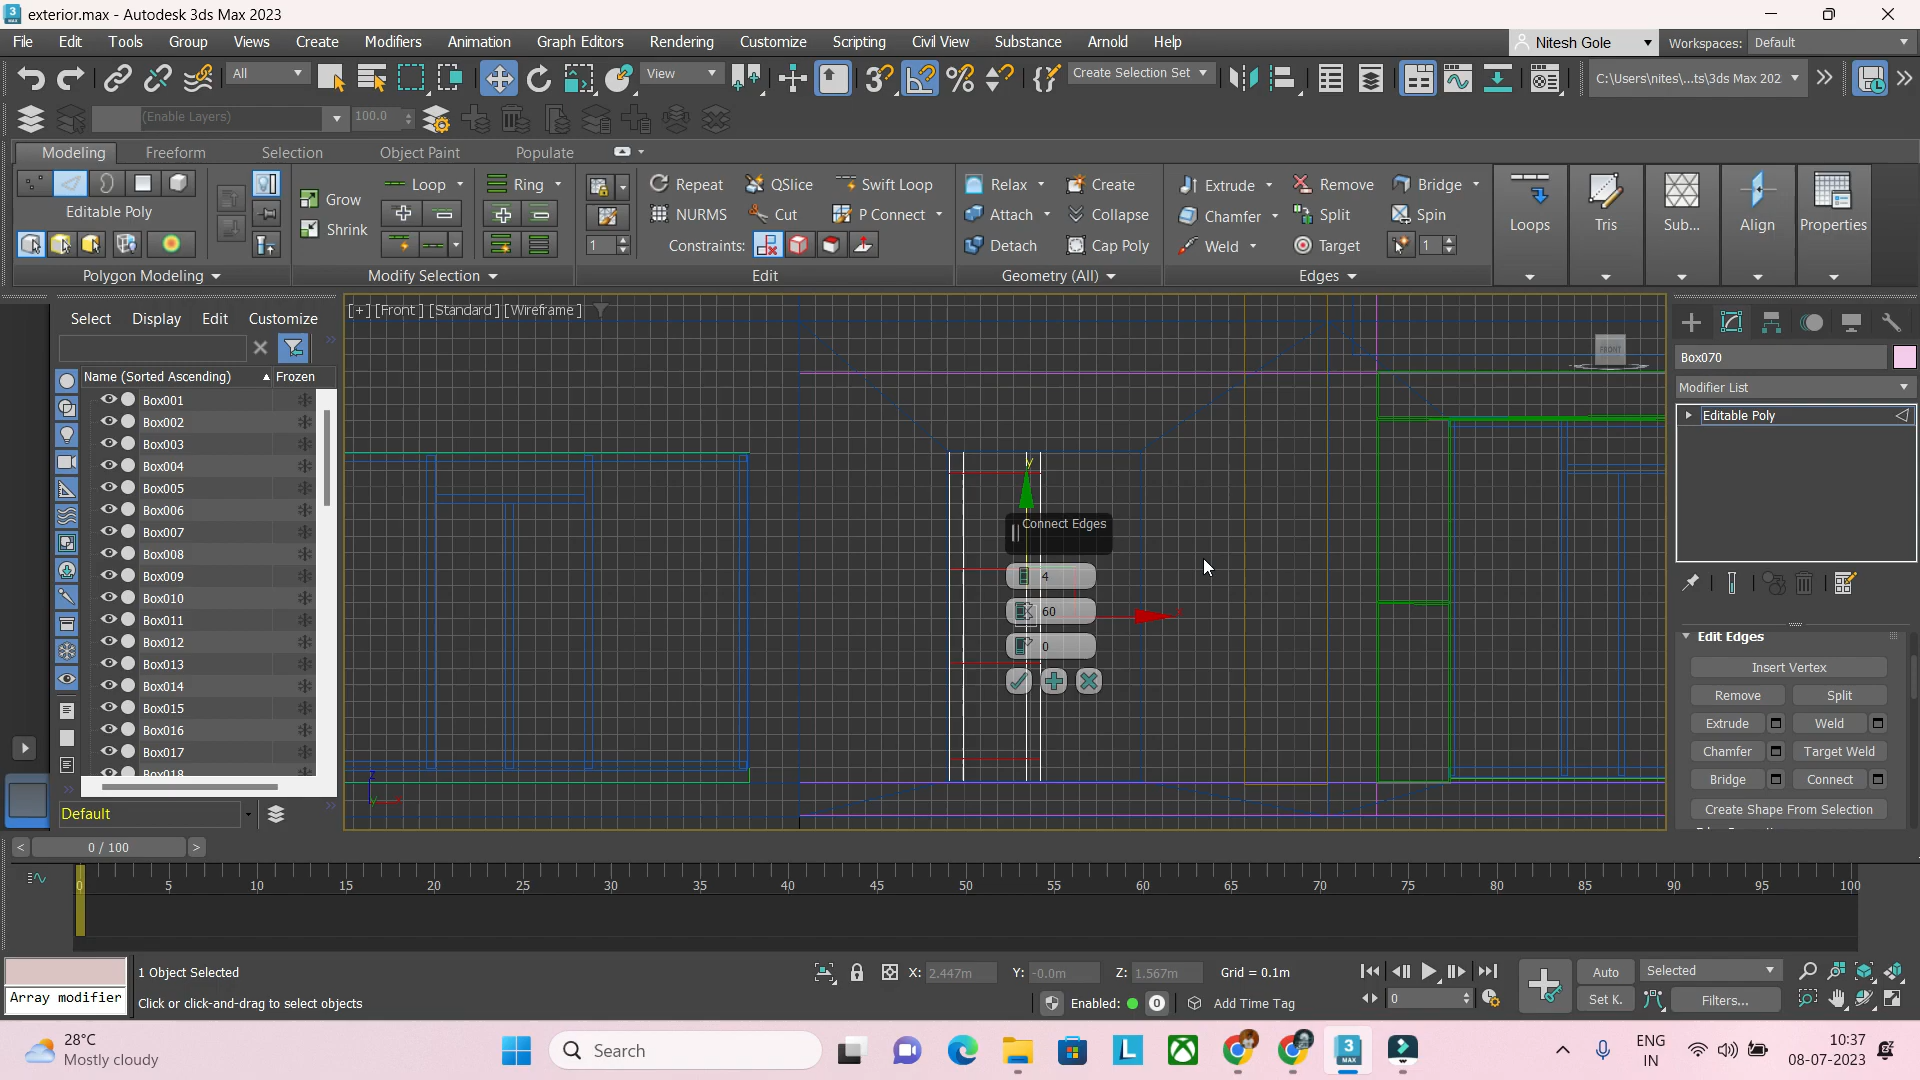 exterior.max - Autodesk 3ds Max 2023
File Edit Tools Group Views Create Modifiers Animation Graph Editors Rendering Customize Scripting Civil View Substance Arnold Help
Nitesh Gole Workspaces: Default
All View Create Selection Set C:\Users\nites\...ts\3ds Max 202
(Enable Layers) 100.0
Modeling Freeform Selection Object Paint Populate
Loop Ring Repeat QSlice Swift Loop Relax Create Extrude Remove Bridge
Grow NURMS Cut P Connect Attach Collapse Chamfer Split Spin
Editable Poly Shrink 1 Constraints: Detach Cap Poly Weld Target 1
Loops Tris Sub... Align Properties
Polygon Modeling Modify Selection Edit Geometry (All) Edges
Select Display Edit Customize
[+] [Front ] [Standard ] [Wireframe ]
FRONT
Name (Sorted Ascending) Frozen
Box001
Box002
Box003
Box004
Box005
Box006
Box007
Box008
Box009
Box010
Box011
Box012
Box013
Box014
Box015
Box016
Box017
Box018
Default
y
Connect Edges
4
60
0
x
z
Box070
Modifier List
Editable Poly
Edit Edges
Insert Vertex
Remove Split
Extrude Weld
Chamfer Target Weld
Bridge Connect
Create Shape From Selection
< 0 / 100 >
0 5 10 15 20 25 30 35 40 45 50 55 60 65 70 75 80 85 90 95 100
1 Object Selected X: 2.447m Y: -0.0m Z: 1.567m Grid = 0.1m Auto Selected
Array modifier Click or click-and-drag to select objects Enabled: 0 Add Time Tag 0 Set K. Filters...
28°C
Mostly cloudy
Search
3
MAX
ENG
IN
10:37
08-07-2023